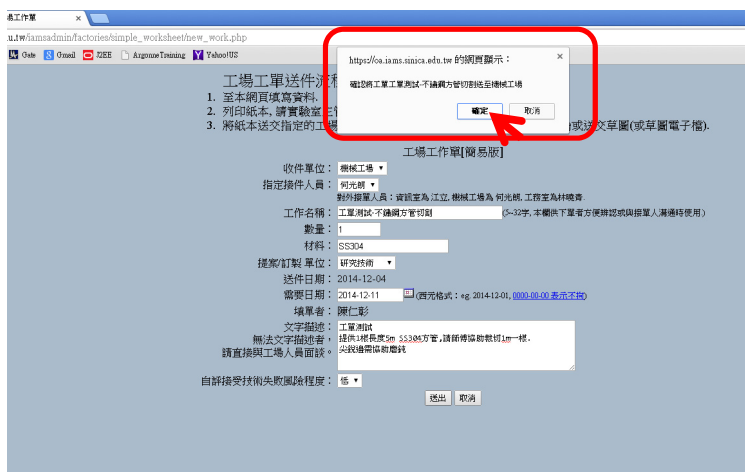 場工作單 ×
u.tw/iamsadmin/factories/simple_worksheet/new_work.php
Gate Gmail J2EE ArgonneTraining Yahoo!US
https://oa.iams.sinica.edu.tw 的網頁顯示： ×
確認將工單工單測試-不鏽鋼方管切割送至機械工場
確定 取消
工場工單送件流程
1. 至本網頁填寫資料.
2. 列印紙本, 請實驗室主管
3. 將紙本送交指定的工場 或送交草圖(或草圖電子檔).
工場工作單[簡易版]
收件單位： 機械工場
指定接件人員： 何光朗
對外接單人員：資訊室為 江立, 機械工場為 何光朗, 工務室為林曉青.
工作名稱： 工單測試-不鏽鋼方管切割 (5~32字, 本欄供下單者方便辨認或與接單人溝通時使用)
數量： 1
材料： SS304
提案/訂製 單位： 研究技術
送件日期： 2014-12-04
需要日期： 2014-12-11 (西元格式：eg. 2014-12-01, 0000-00-00 表示不拘)
填單者： 陳仁彰
文字描述： 工單測試
無法文字描述者， 提供1根長度5m SS304方管,請師傅協助裁切1m一根.
請直接與工場人員面談。 尖銳邊需協助磨鈍
自評接受技術失敗風險程度： 低
送出 取消